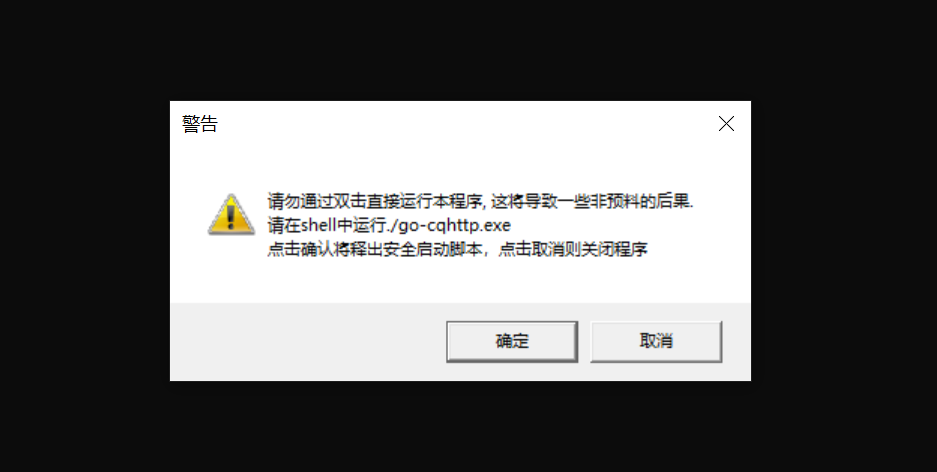 警告
请勿通过双击直接运行本程序, 这将导致一些非预料的后果.
请在shell中运行./go-cqhttp.exe
点击确认将释出安全启动脚本，点击取消则关闭程序
确定
取消